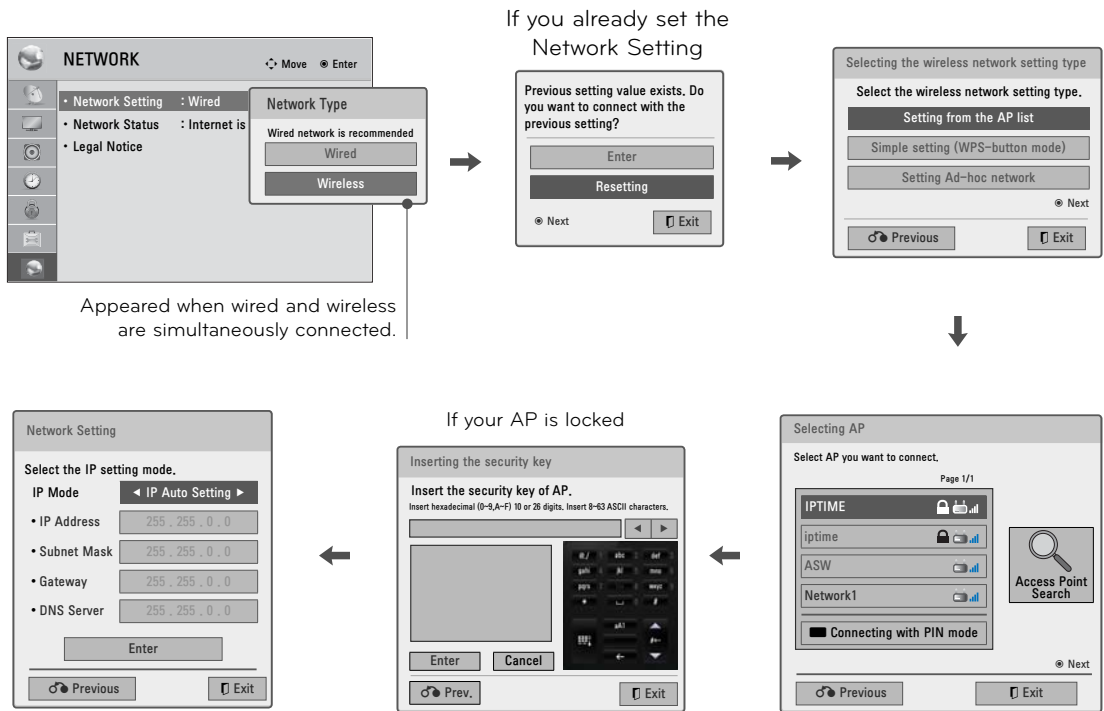 NETWORK
Move Enter
• Network Setting : Wired
• Network Status : Internet is
• Legal Notice
Network Type
Wired network is recommended
Wired
Wireless
Appeared when wired and wireless
are simultaneously connected.
If you already set the
Network Setting
Previous setting value exists. Do
you want to connect with the
previous setting?
Enter
Resetting
Next
Exit
Selecting the wireless network setting type
Select the wireless network setting type.
Setting from the AP list
Simple setting (WPS-button mode)
Setting Ad-hoc network
Next
Previous
Exit
Selecting AP
Select AP you want to connect.
Page 1/1
IPTIME
iptime
ASW
Network1
Connecting with PIN mode
Access Point
Search
Next
Previous
Exit
If your AP is locked
Inserting the security key
Insert the security key of AP.
Insert hexadecimal (0~9,A~F) 10 or 26 digits. Insert 8~63 ASCII characters.
abc def
ghi jkl mno
pqrs wxyz
* #
aA1
Enter Cancel
Prev.
Exit
Network Setting
Select the IP setting mode.
IP Mode ◄ IP Auto Setting ►
• IP Address 255 . 255 . 0 . 0
• Subnet Mask 255 . 255 . 0 . 0
• Gateway 255 . 255 . 0 . 0
• DNS Server 255 . 255 . 0 . 0
Enter
Previous
Exit